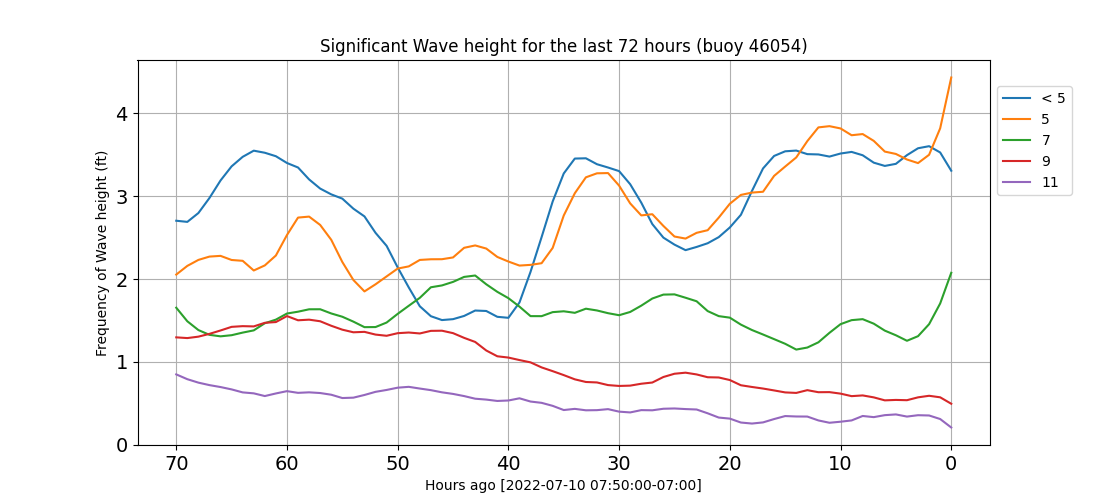 Significant Wave height for the last 72 hours (buoy 46054)
Frequency of Wave height (ft)
4
3
2
1
0
70 60 50 40 30 20 10 0
Hours ago [2022-07-10 07:50:00-07:00]
< 5
5
7
9
11